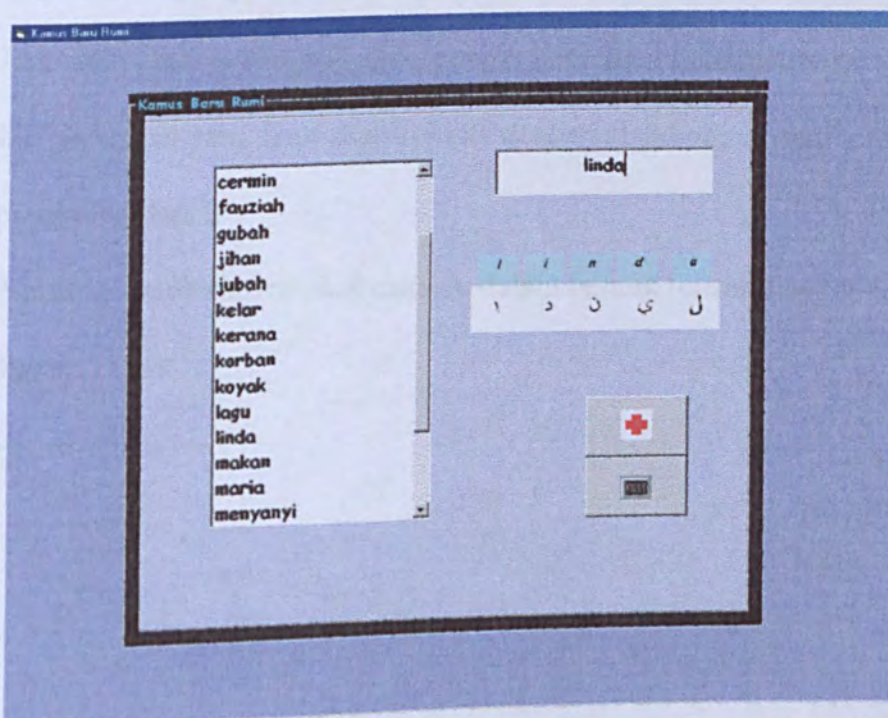 Kamus Baru Rumi
Kamus Baru Rumi
cermin
fauziah
gubah
jihan
jubah
kelar
kerana
korban
koyak
lagu
linda
makan
maria
menyanyi
linda
l i n d a
ا د ن ي ل